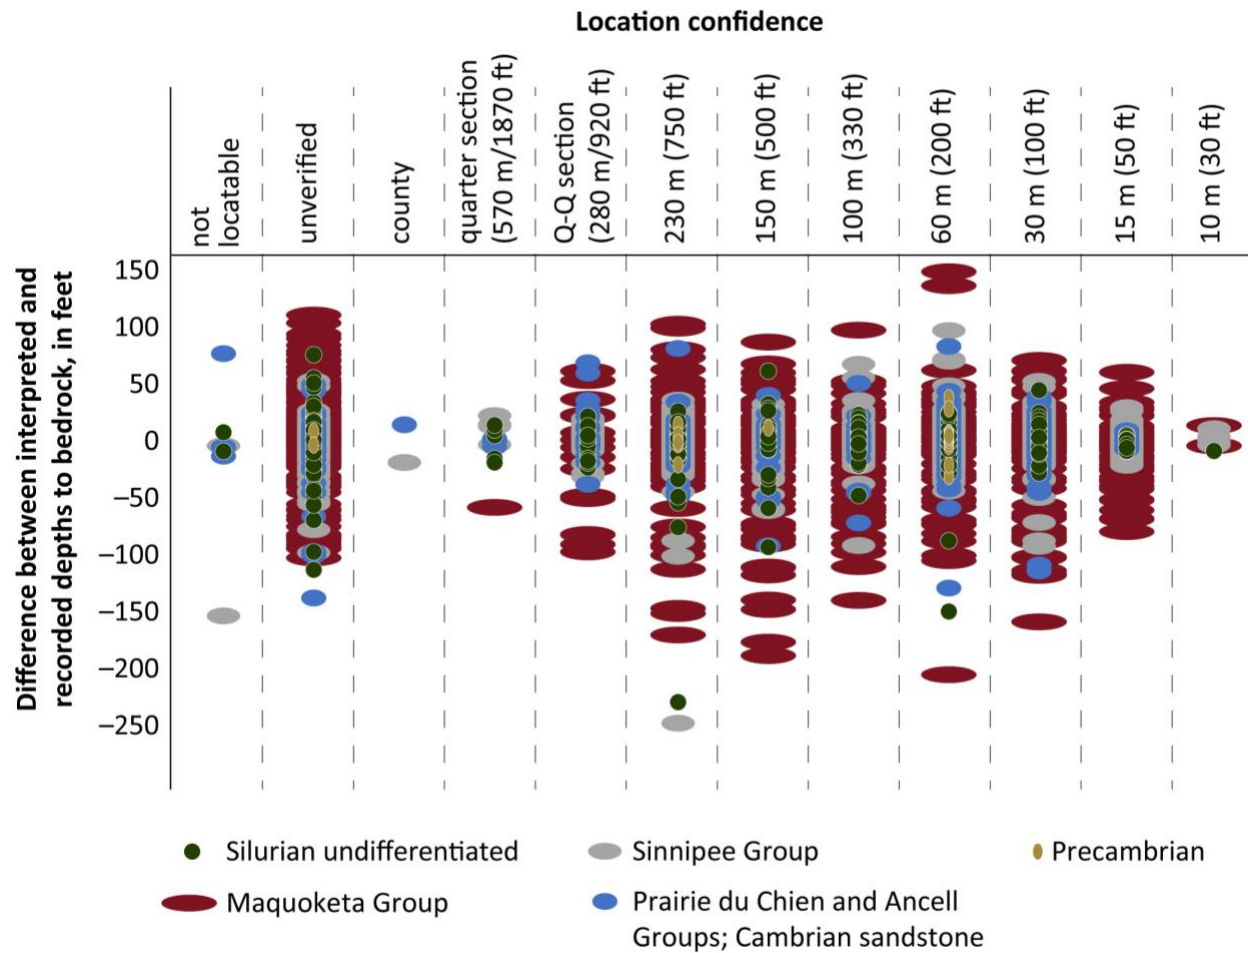 Location confidence
not
locatable
unverified
county
quarter section
(570 m/1870 ft)
Q-Q section
(280 m/920 ft)
230 m (750 ft)
150 m (500 ft)
100 m (330 ft)
60 m (200 ft)
30 m (100 ft)
15 m (50 ft)
10 m (30 ft)
Difference between interpreted and
recorded depths to bedrock, in feet
150
100
50
0
–50
–100
–150
–200
–250
Silurian undifferentiated
Sinnipee Group
Precambrian
Maquoketa Group
Prairie du Chien and Ancell
Groups; Cambrian sandstone